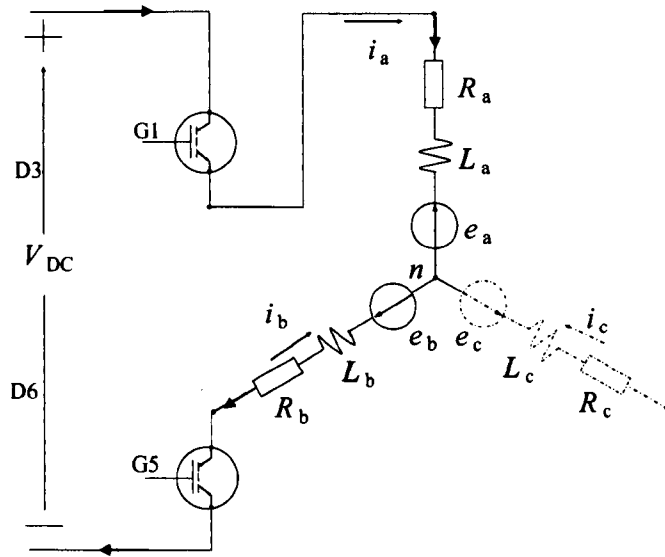 +
i_a
R_a
G1
D3
L_a
e_a
V_DC
n
i_b
e_b
e_c
i_c
L_b
L_c
R_b
R_c
D6
G5
−